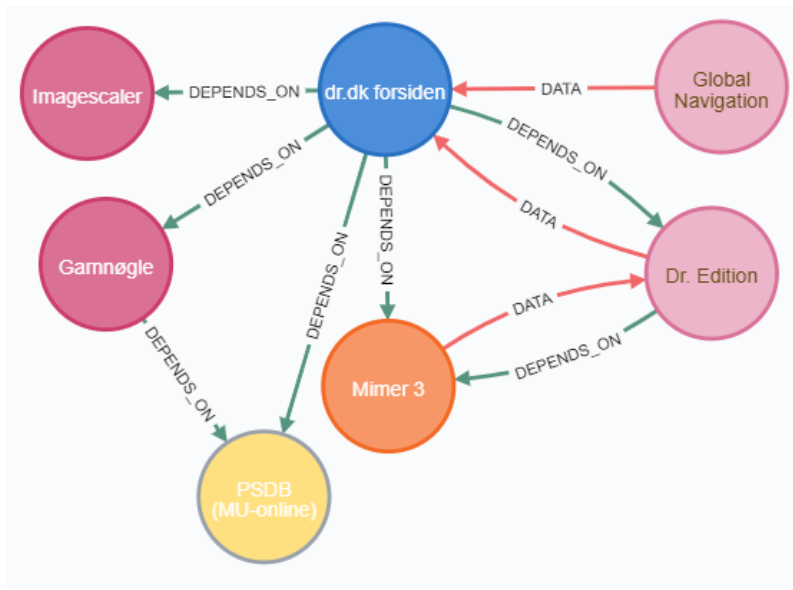 Imagescaler
DEPENDS_ON
dr.dk forsiden
DATA
Global
Navigation
DEPENDS_ON
DEPENDS_ON
DEPENDS_ON
DEPENDS_ON
DATA
Garnnøgle
Dr. Edition
DATA
DEPENDS_ON
DEPENDS_ON
Mimer 3
PSDB
(MU-online)